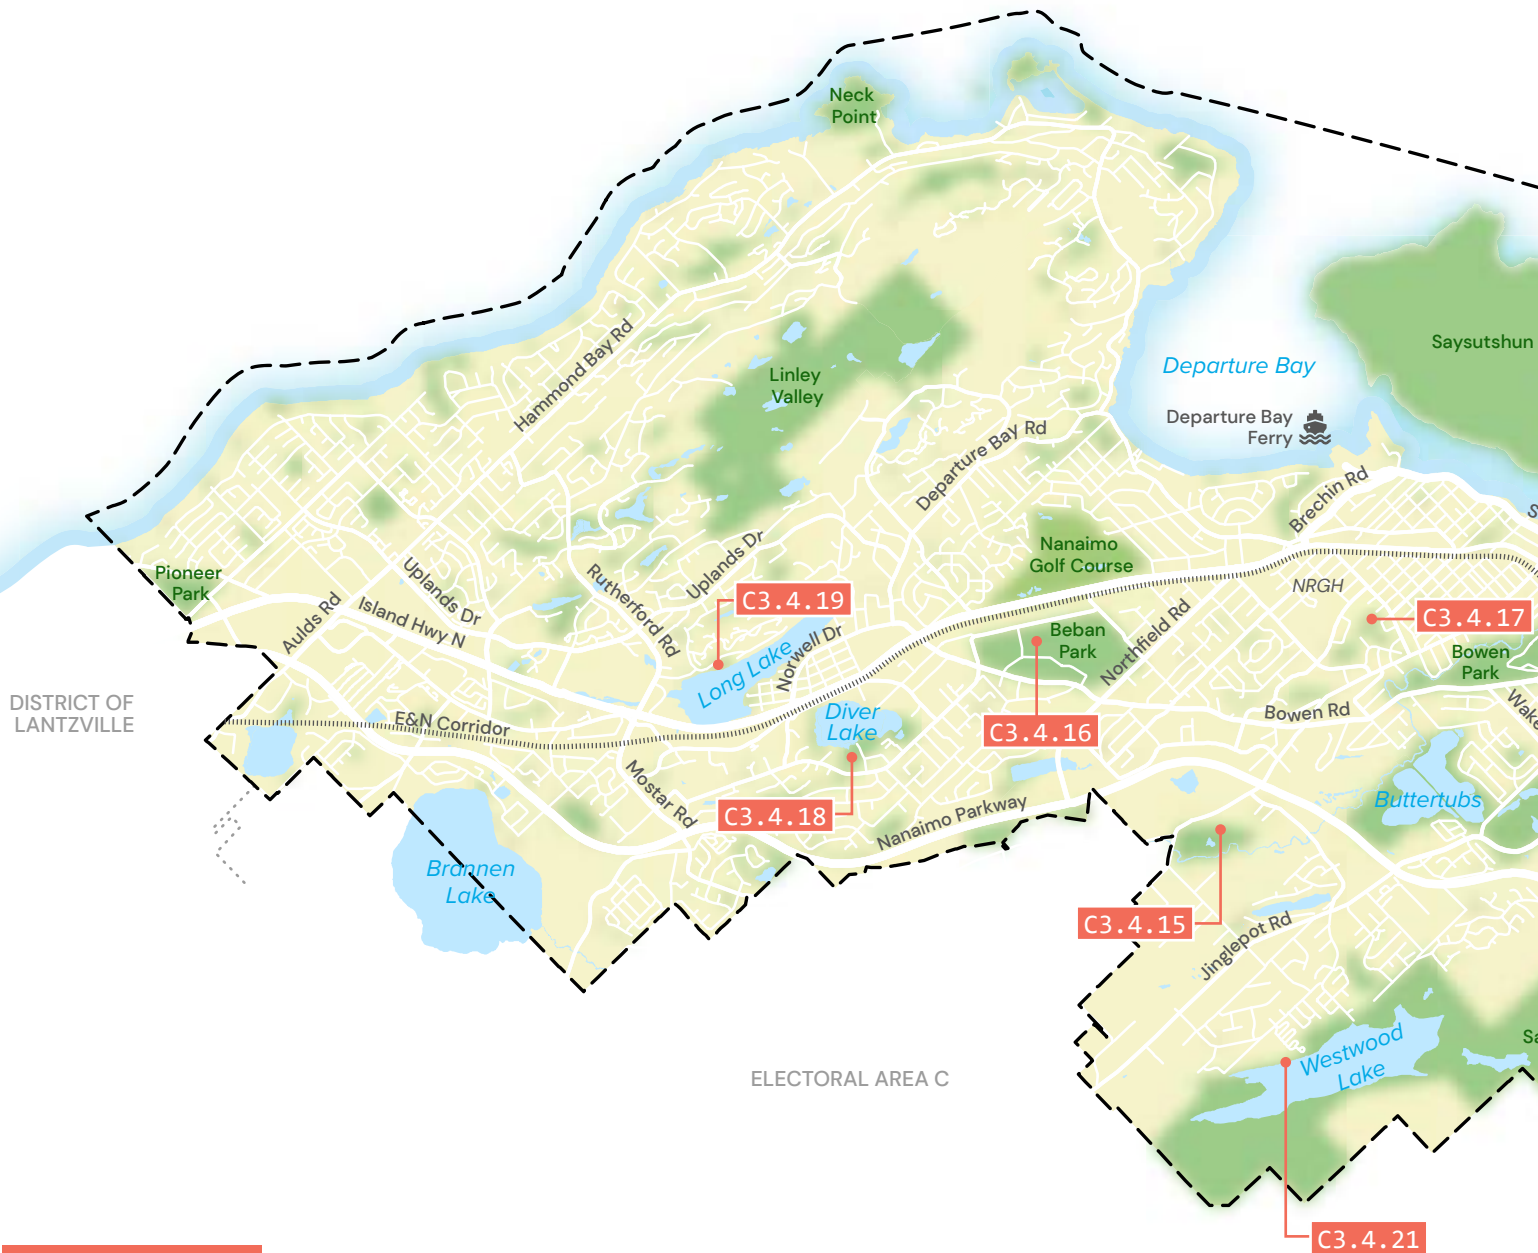 Neck
Point
Saysutshun
Departure Bay
Linley
Valley
Hammond Bay Rd
Departure Bay
Ferry
Departure Bay Rd
Brechin Rd
Nanaimo
Golf Course
Pioneer
Park
Uplands Dr
Uplands Dr
Rutherford Rd
NRGH
C3.4.19
C3.4.17
Aulds Rd
Island Hwy N
Norwell Dr
Beban
Park
Northfield Rd
Bowen
Park
Long Lake
DISTRICT OF
LANTZVILLE
E&N Corridor
Diver
Lake
C3.4.16
Bowen Rd
Mostar Rd
C3.4.18
Nanaimo Parkway
Buttertubs
Brannen
Lake
C3.4.15
Jinglepot Rd
Westwood
Lake
ELECTORAL AREA C
C3.4.21